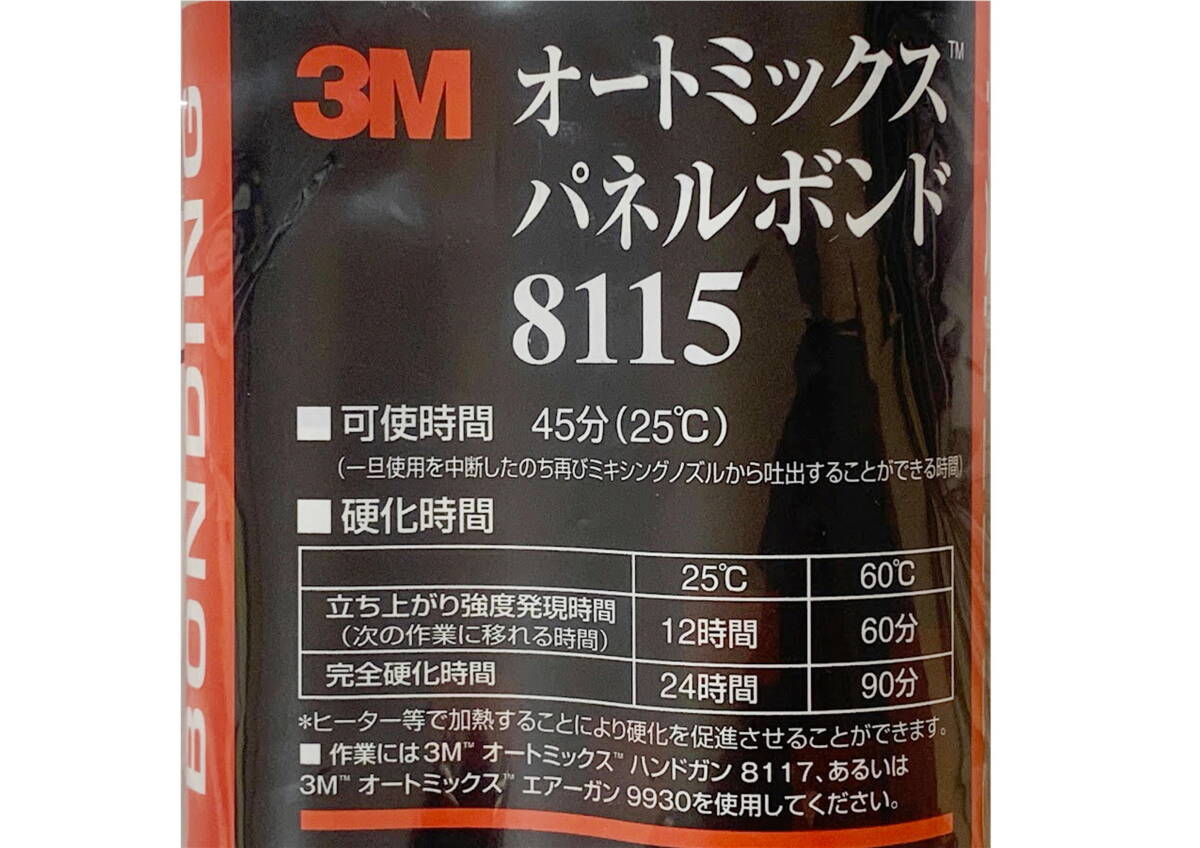 BONDING
3M オートミックス™
パネルボンド
8115
■ 可使時間 45分(25℃)
(一旦使用を中断したのち再びミキシングノズルから吐出することができる時間)
■ 硬化時間
25℃ 60℃
立ち上がり強度発現時間
(次の作業に移れる時間) 12時間 60分
完全硬化時間 24時間 90分
*ヒーター等で加熱することにより硬化を促進させることができます。
■ 作業には3M™ オートミックス™ ハンドガン 8117、あるいは
3M™ オートミックス™ エアーガン 9930を使用してください。